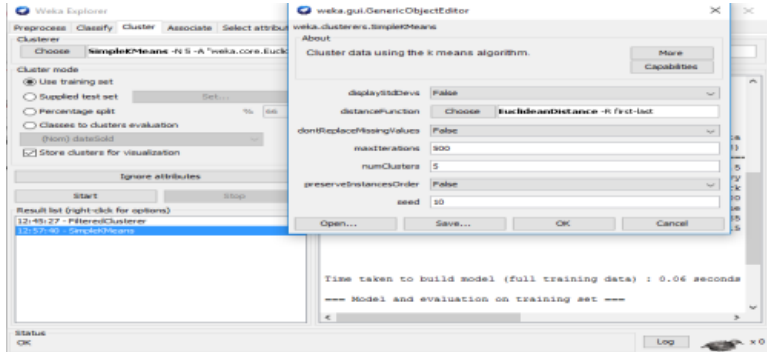 Weka Explorer
Preprocess Classify Cluster Associate Select attribut
Clusterer
Choose SimpleKMeans -N 5 -A "weka.core.Eucli
Cluster mode
Use training set
Supplied test set Set...
Percentage split % 66
Classes to clusters evaluation
(Nom) dateSold
Store clusters for visualization
Ignore attributes
Start Stop
Result list (right-click for options)
12:45:27 - FilteredClusterer
12:57:40 - SimpleKMeans
weka.gui.GenericObjectEditor
weka.clusterers.SimpleKMeans
About
Cluster data using the k means algorithm.
More
Capabilities
displayStdDevs False
distanceFunction Choose EuclideanDistance -R first-last
dontReplaceMissingValues False
maxIterations 500
numClusters 5
preserveInstancesOrder False
seed 10
Open... Save... OK Cancel
Time taken to build model (full training data) : 0.06 seconds
=== Model and evaluation on training set ===
Status
OK
Log x 0